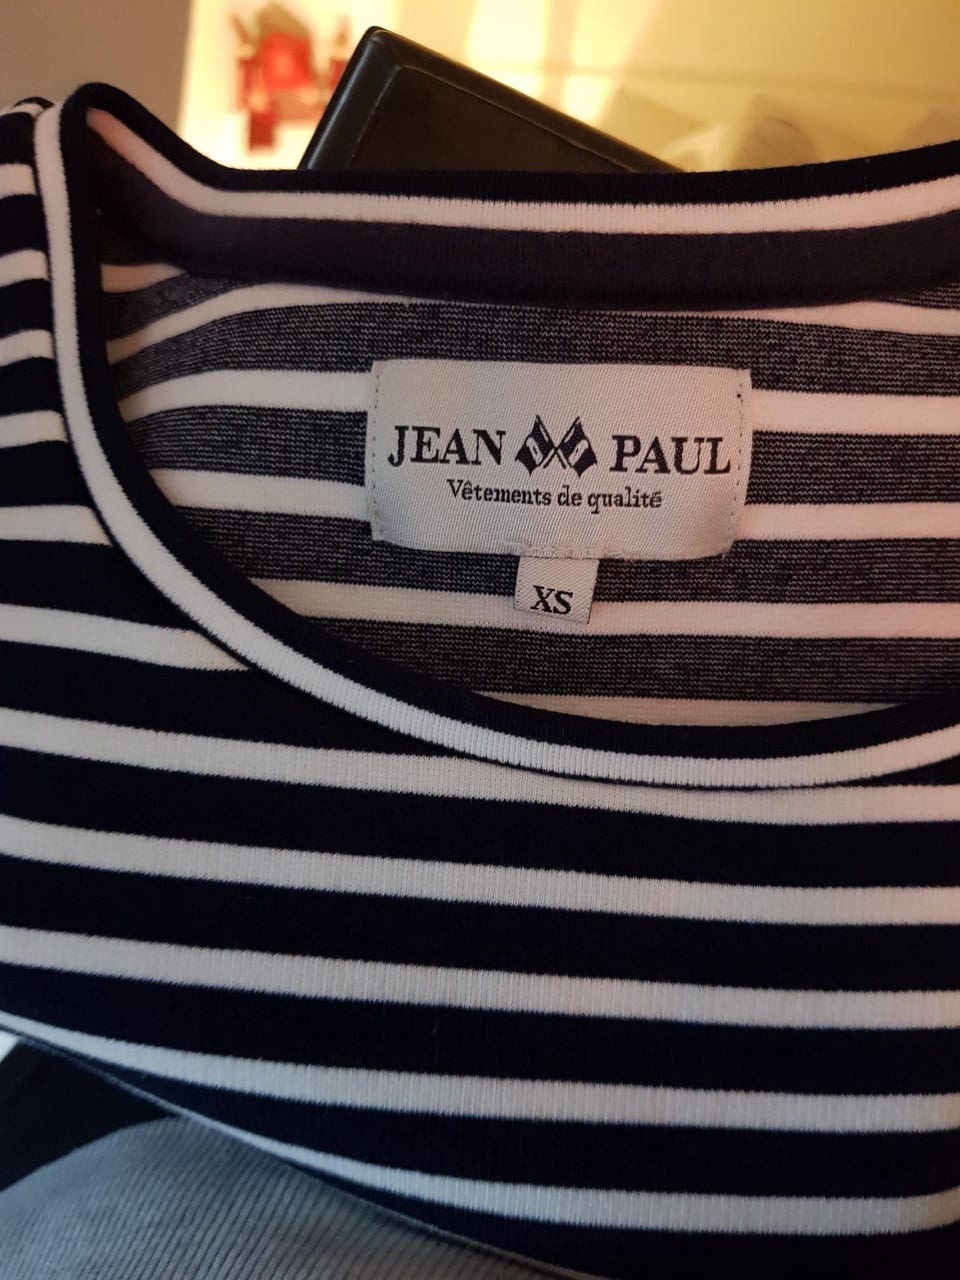 JEAN PAUL
Vêtements de qualité
XS